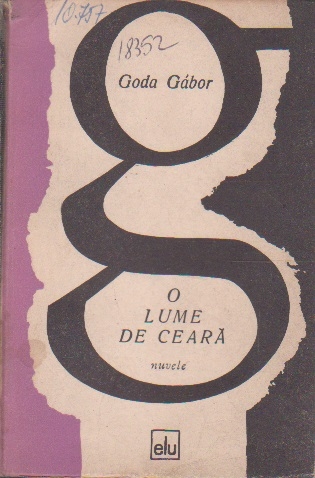 10.757
18352
Goda Gábor
g
O
LUME
DE CEARĂ
nuvele
elu